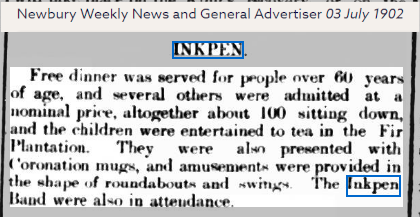 Newbury Weekly News and General Advertiser 03 July 1902
INKPEN.
Free dinner was served for people over 60 years
of age, and several others were admitted at a
nominal price, altogether about 100 sitting down,
and the children were entertained to tea in the Fir
Plantation. They were also presented with
Coronation mugs, and amusements were provided in
the shape of roundabouts and swings. The Inkpen
Band were also in attendance.